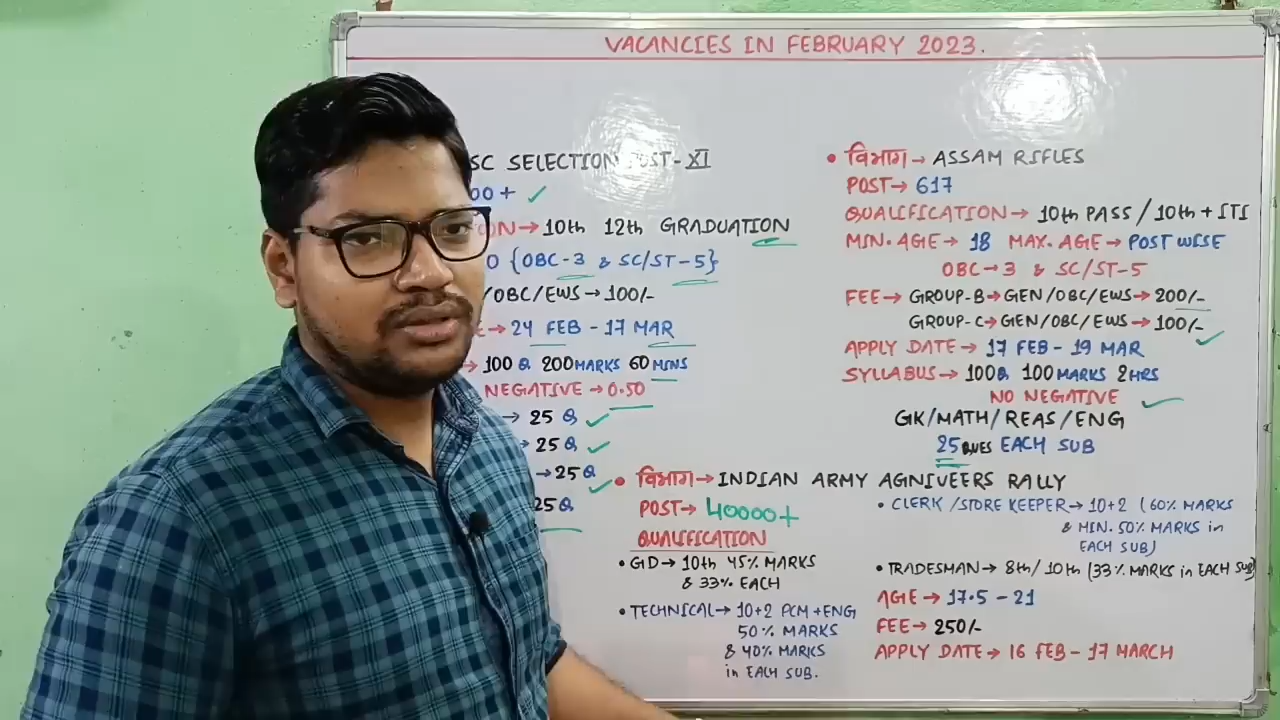 VACANCIES IN FEBRUARY 2023.
SC SELECTION POST-XI
00+ ✓
ON→10th 12th GRADUATION
0 {OBC-3 & SC/ST-5}
/OBC/EWS→100/-
E→24 FEB - 17 MAR
→ 100 Q 200 MARKS 60 MINS
NEGATIVE→0.50
→ 25 Q ✓
→ 25 Q ✓
→25 Q ✓
25Q
• विभाग→ASSAM RIFLES
POST→617
QUALIFICATION→ 10th PASS / 10th + ITI
MIN. AGE→ 18 MAX. AGE→POST WISE
OBC→3 & SC/ST-5
FEE→GROUP-B→GEN/OBC/EWS→200/-
GROUP-C→GEN/OBC/EWS→100/- ✓
APPLY DATE→ 17 FEB - 19 MAR
SYLLABUS→100Q 100 MARKS 2HRS
NO NEGATIVE ✓
GK/MATH/REAS/ENG
25 QUES EACH SUB
• विभाग→INDIAN ARMY AGNIVEERS RALLY
POST→ 40000+
QUALIFICATION
• GD→10th 45% MARKS
& 33% EACH
• TECHNICAL→10+2 PCM+ENG
50% MARKS
& 40% MARKS
in EACH SUB.
• CLERK/STORE KEEPER→10+2 (60% MARKS
& MIN. 50% MARKS in
EACH SUB)
• TRADESMAN→ 8th/10th (33% MARKS in EACH SUB)
AGE→17.5 - 21
FEE→250/-
APPLY DATE→ 16 FEB - 17 MARCH